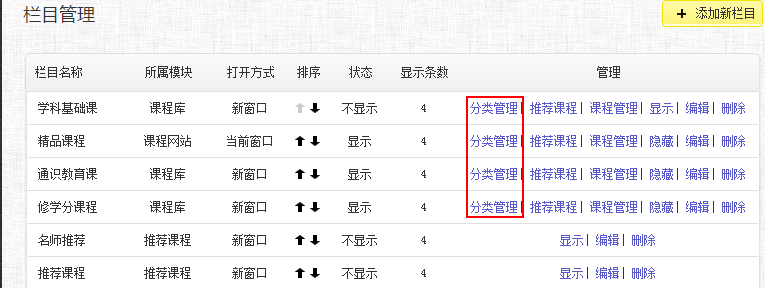 栏目管理
+ 添加新栏目
栏目名称 所属模块 打开方式 排序 状态 显示条数 管理
学科基础课 课程库 新窗口 不显示 4 分类管理| 推荐课程| 课程管理| 显示| 编辑| 删除
精品课程 课程网站 当前窗口 显示 4 分类管理| 推荐课程| 课程管理| 隐藏| 编辑| 删除
通识教育课 课程库 新窗口 显示 4 分类管理| 推荐课程| 课程管理| 隐藏| 编辑| 删除
修学分课程 课程库 新窗口 显示 4 分类管理| 推荐课程| 课程管理| 隐藏| 编辑| 删除
名师推荐 推荐课程 新窗口 不显示 4 显示| 编辑| 删除
推荐课程 推荐课程 新窗口 不显示 4 显示| 编辑| 删除